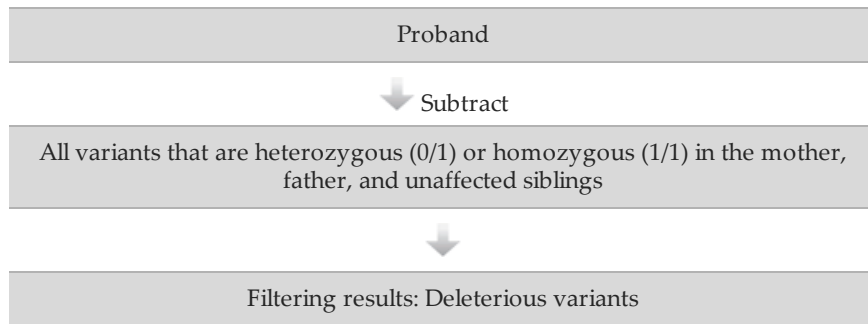 Proband
Subtract
All variants that are heterozygous (0/1) or homozygous (1/1) in the mother,
father, and unaffected siblings
Filtering results: Deleterious variants